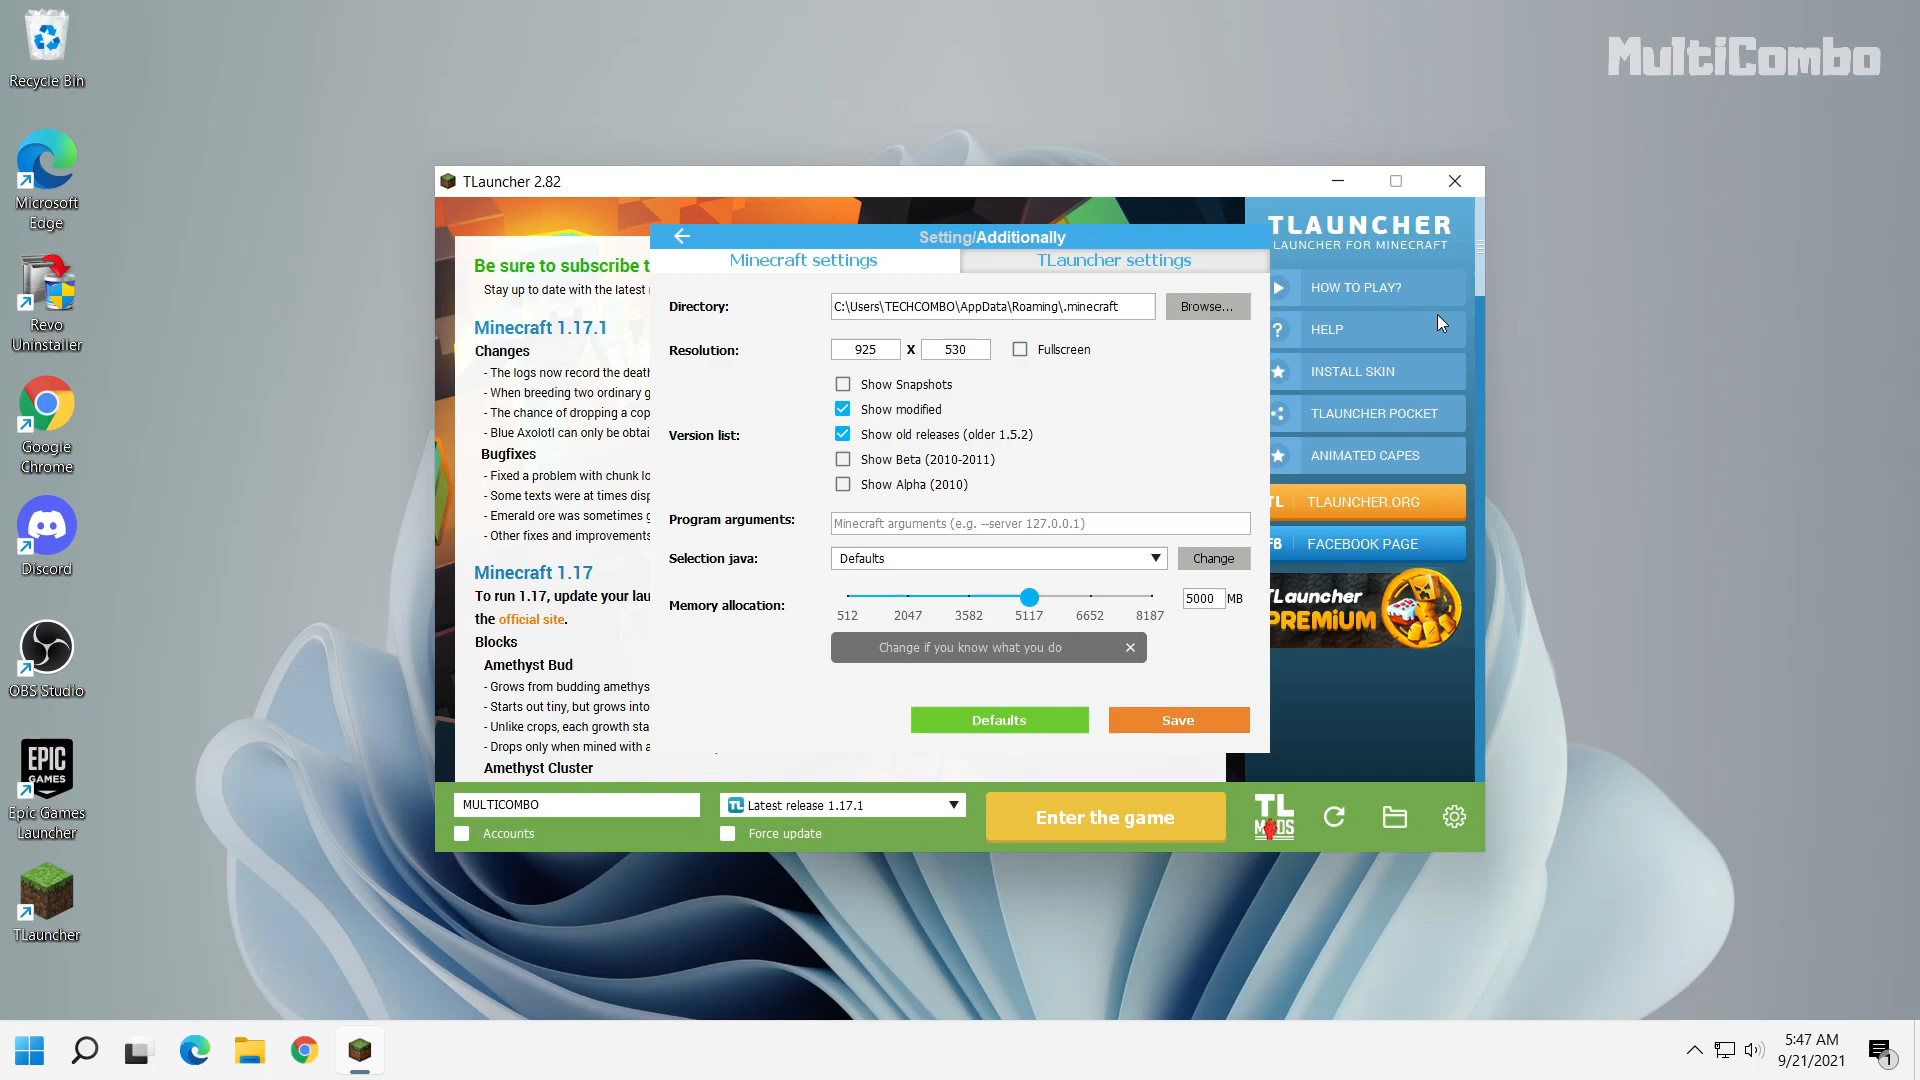 Recycle Bin
Microsoft
Edge
Revo
Uninstaller
Google
Chrome
Discord
OBS Studio
EPIC
GAMES
Epic Games
Launcher
TLauncher
MultiCombo
TLauncher 2.82
Be sure to subscribe t
Stay up to date with the latest
Minecraft 1.17.1
Changes
- The logs now record the death
- When breeding two ordinary g
- The chance of dropping a cop
- Blue Axolotl can only be obtai
Bugfixes
- Fixed a problem with chunk lo
- Some texts were at times disp
- Emerald ore was sometimes g
- Other fixes and improvements
Minecraft 1.17
To run 1.17, update your lau
the official site.
Blocks
Amethyst Bud
- Grows from budding amethys
- Starts out tiny, but grows into
- Unlike crops, each growth sta
- Drops only when mined with a
Amethyst Cluster
Setting/Additionally
Minecraft settings
TLauncher settings
Directory:
C:\Users\TECHCOMBO\AppData\Roaming\.minecraft
Browse...
Resolution:
925 X 530
Fullscreen
Version list:
Show Snapshots
Show modified
Show old releases (older 1.5.2)
Show Beta (2010-2011)
Show Alpha (2010)
Program arguments:
Minecraft arguments (e.g. --server 127.0.0.1)
Selection java:
Defaults
Change
Memory allocation:
512 2047 3582 5117 6652 8187
5000 MB
Change if you know what you do
Defaults
Save
TLAUNCHER
LAUNCHER FOR MINECRAFT
HOW TO PLAY?
HELP
INSTALL SKIN
TLAUNCHER POCKET
ANIMATED CAPES
TL TLAUNCHER.ORG
FB FACEBOOK PAGE
TLauncher
PREMIUM
MULTICOMBO
Accounts
TL Latest release 1.17.1
Force update
Enter the game
TL
MODS
5:47 AM
9/21/2021
1